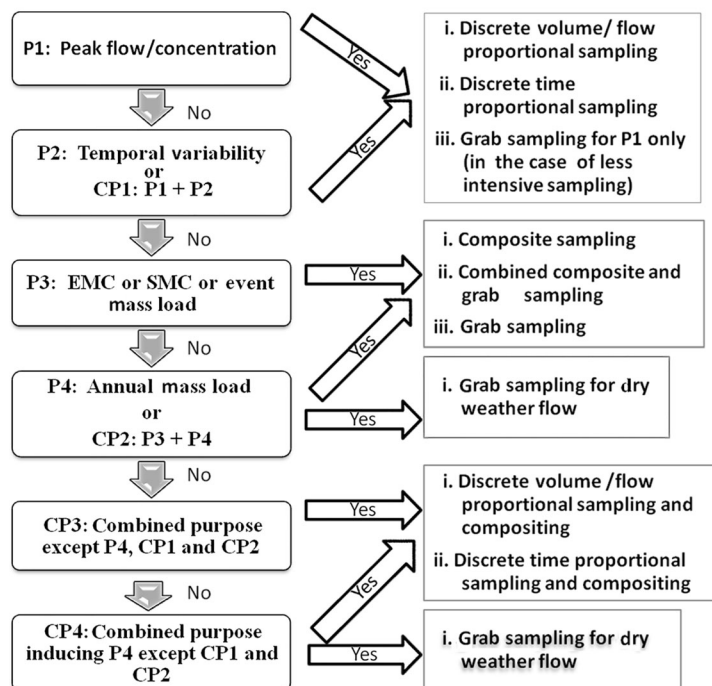 P1: Peak flow/concentration
Yes
i. Discrete volume/ flow
proportional sampling
ii. Discrete time
proportional sampling
iii. Grab sampling for P1 only
(in the case of less
intensive sampling)
No
P2: Temporal variability
or
CP1: P1 + P2
Yes
No
P3: EMC or SMC or event
mass load
Yes
i. Composite sampling
ii. Combined composite and
grab sampling
iii. Grab sampling
No
P4: Annual mass load
or
CP2: P3 + P4
Yes
Yes
i. Grab sampling for dry
weather flow
No
CP3: Combined purpose
except P4, CP1 and CP2
Yes
i. Discrete volume /flow
proportional sampling and
compositing
ii. Discrete time proportional
sampling and compositing
No
CP4: Combined purpose
inducing P4 except CP1 and
CP2
Yes
Yes
i. Grab sampling for dry
weather flow